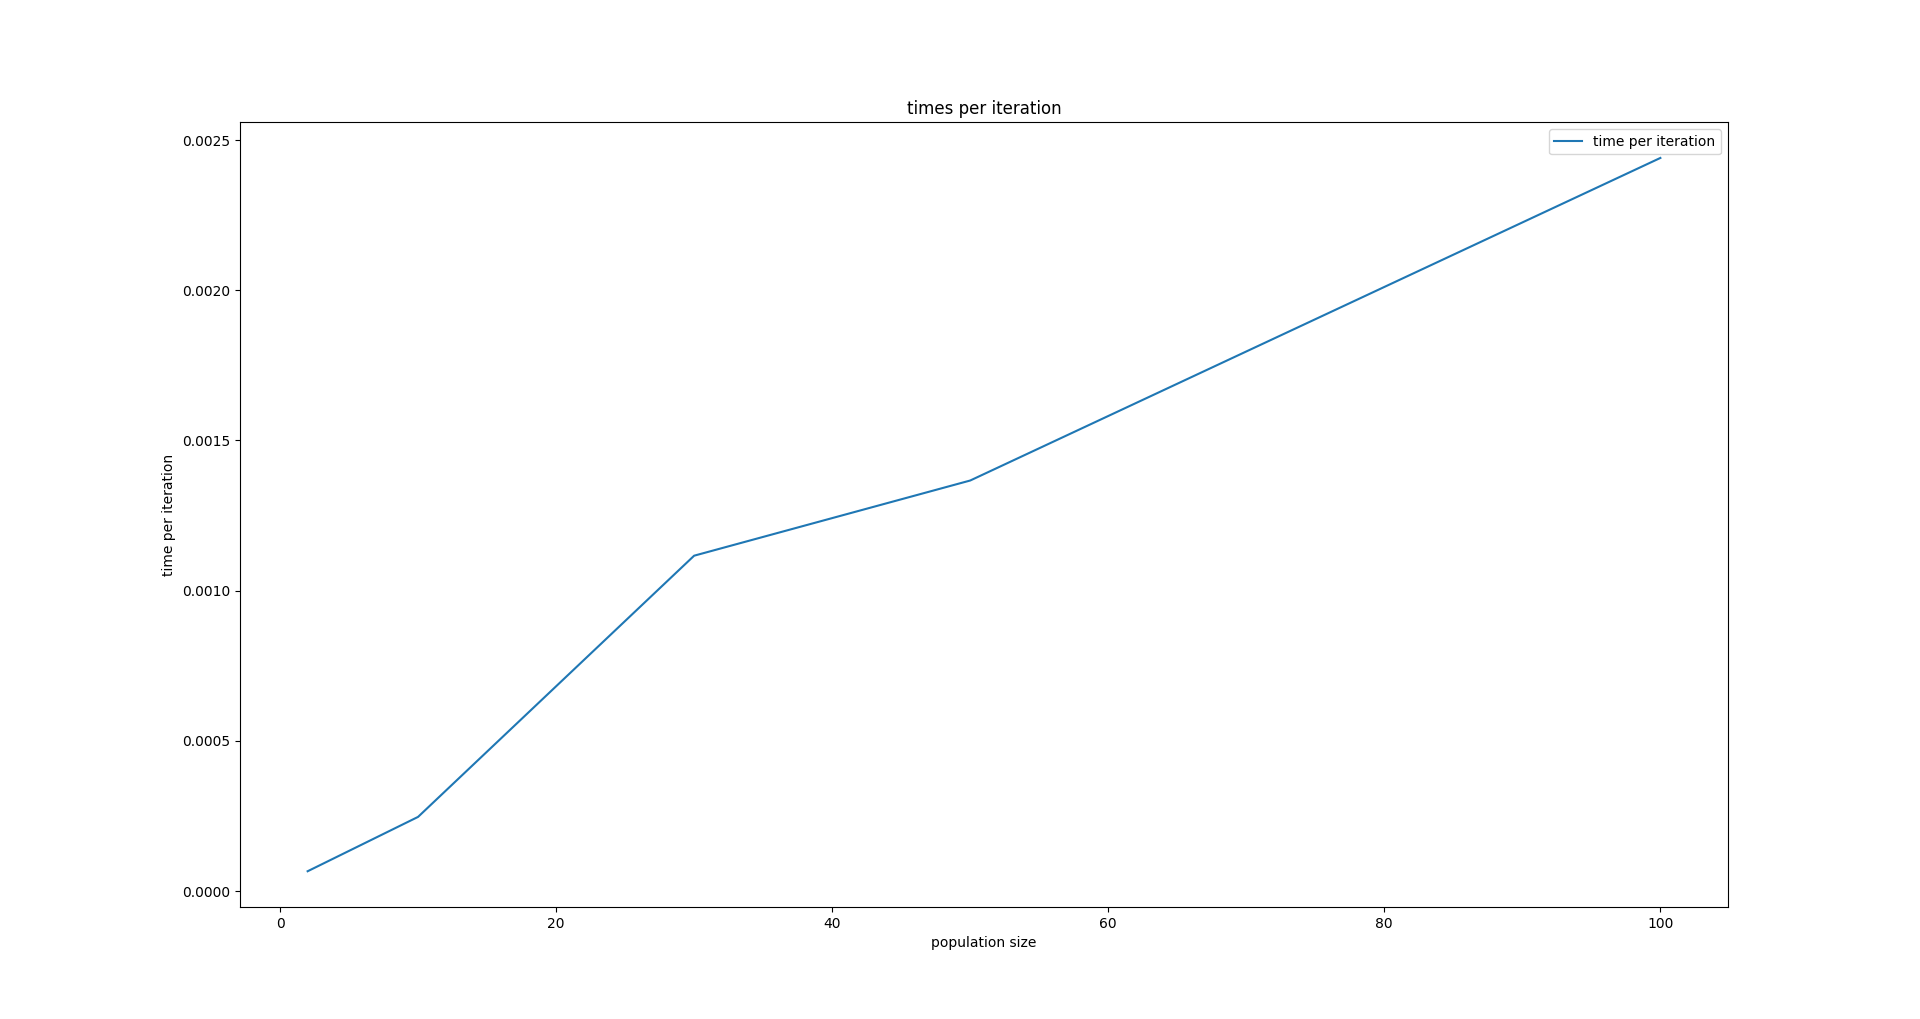 times per iteration
time per iteration
0.0025
0.0020
0.0015
0.0010
0.0005
0.0000
time per iteration
0 20 40 60 80 100
population size